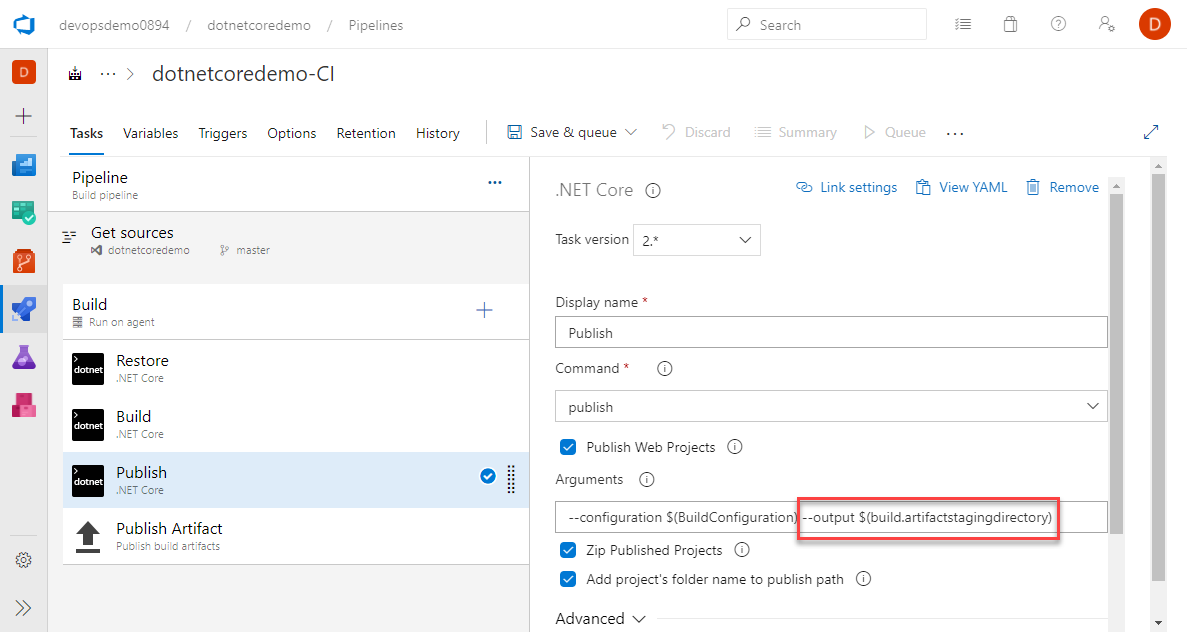 devopsdemo0894 / dotnetcoredemo / Pipelines
Search
D
D
··· > dotnetcoredemo-CI
Tasks Variables Triggers Options Retention History Save & queue Discard Summary Queue ...
Pipeline
Build pipeline
Get sources
dotnetcoredemo master
Build
Run on agent
dotnet Restore
.NET Core
dotnet Build
.NET Core
dotnet Publish
.NET Core
Publish Artifact
Publish build artifacts
.NET Core Link settings View YAML Remove
Task version 2.*
Display name *
Publish
Command *
publish
Publish Web Projects
Arguments
--configuration $(BuildConfiguration) --output $(build.artifactstagingdirectory)
Zip Published Projects
Add project's folder name to publish path
Advanced